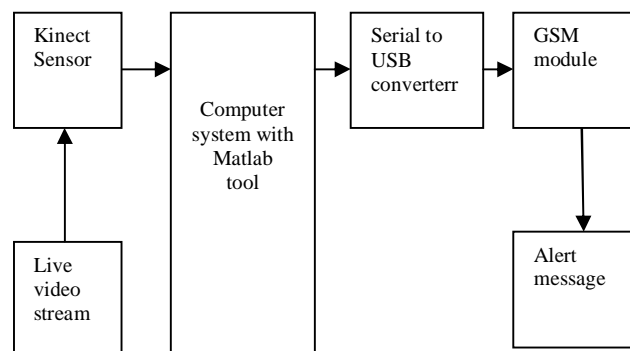 Kinect
Sensor
Computer
system with
Matlab
tool
Serial to
USB
converterr
GSM
module
Live
video
stream
Alert
message